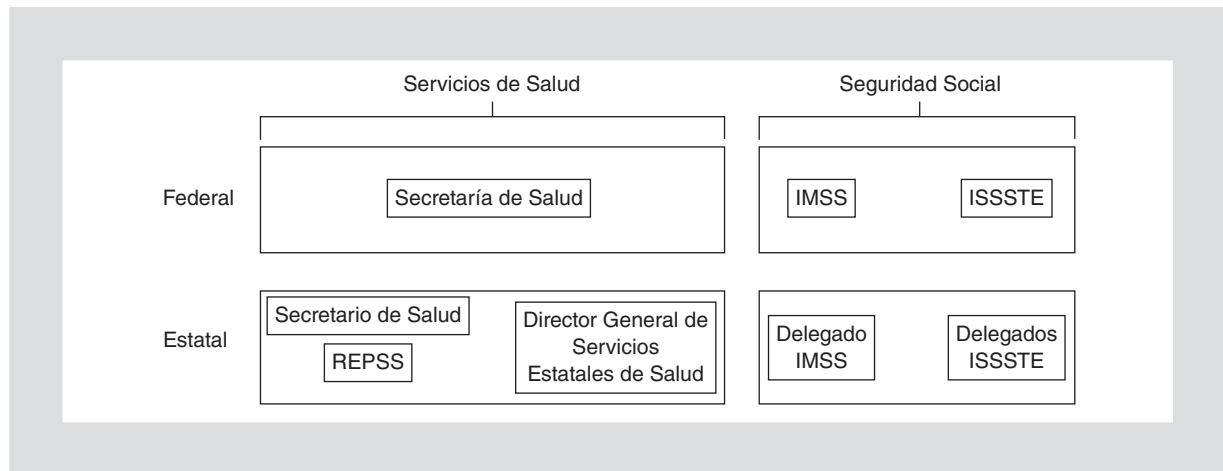 Servicios de Salud
Seguridad Social
Federal
Secretaría de Salud
IMSS
ISSSTE
Estatal
Secretario de Salud
REPSS
Director General de
Servicios
Estatales de Salud
Delegado
IMSS
Delegados
ISSSTE